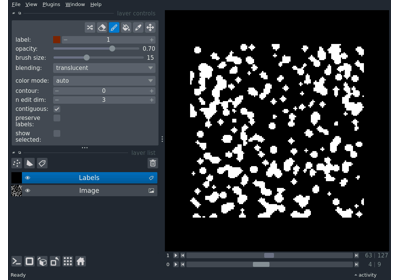 File View Plugins Window Help
layer controls
label: 1
opacity: 0.70
brush size: 15
blending: translucent
color mode: auto
contour: 0
n edit dim: 3
contiguous:
preserve
labels:
show
selected:
layer list
Labels
Image
1 63 127
0 4 9
Ready activity